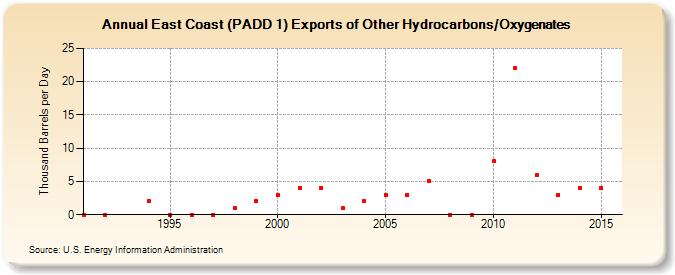 Annual East Coast (PADD 1) Exports of Other Hydrocarbons/Oxygenates
Thousand Barrels per Day
25
20
15
10
5
0
1995 2000 2005 2010 2015
Source: U.S. Energy Information Administration